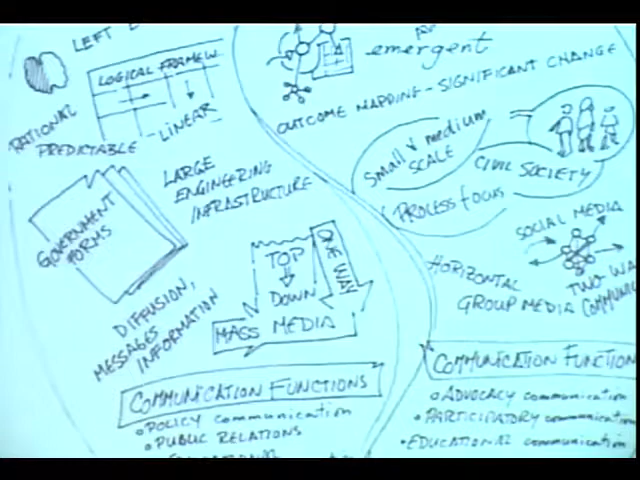 LEFT
LOGICAL FRAMEW
RATIONAL
LINEAR
PREDICTABLE
LARGE
ENGINEERING
INFRASTRUCTURE
GOVERNMENT
FORMS
TOP
DOWN
ONE WAY
MASS MEDIA
DIFFUSION,
MESSAGES
INFORMATION
COMMUNICATION FUNCTIONS
• POLICY communication
• PUBLIC RELATIONS
emergent
OUTCOME MAPPING - SIGNIFICANT CHANGE
Small & medium
SCALE
CIVIL SOCIETY
PROCESS FOCUS
SOCIAL MEDIA
HORIZONTAL
GROUP MEDIA
TWO WA
COMMUNIC
COMMUNICATION FUNCTION
• ADVOCACY communication
• PARTICIPATORY communication
• EDUCATIONAL communication